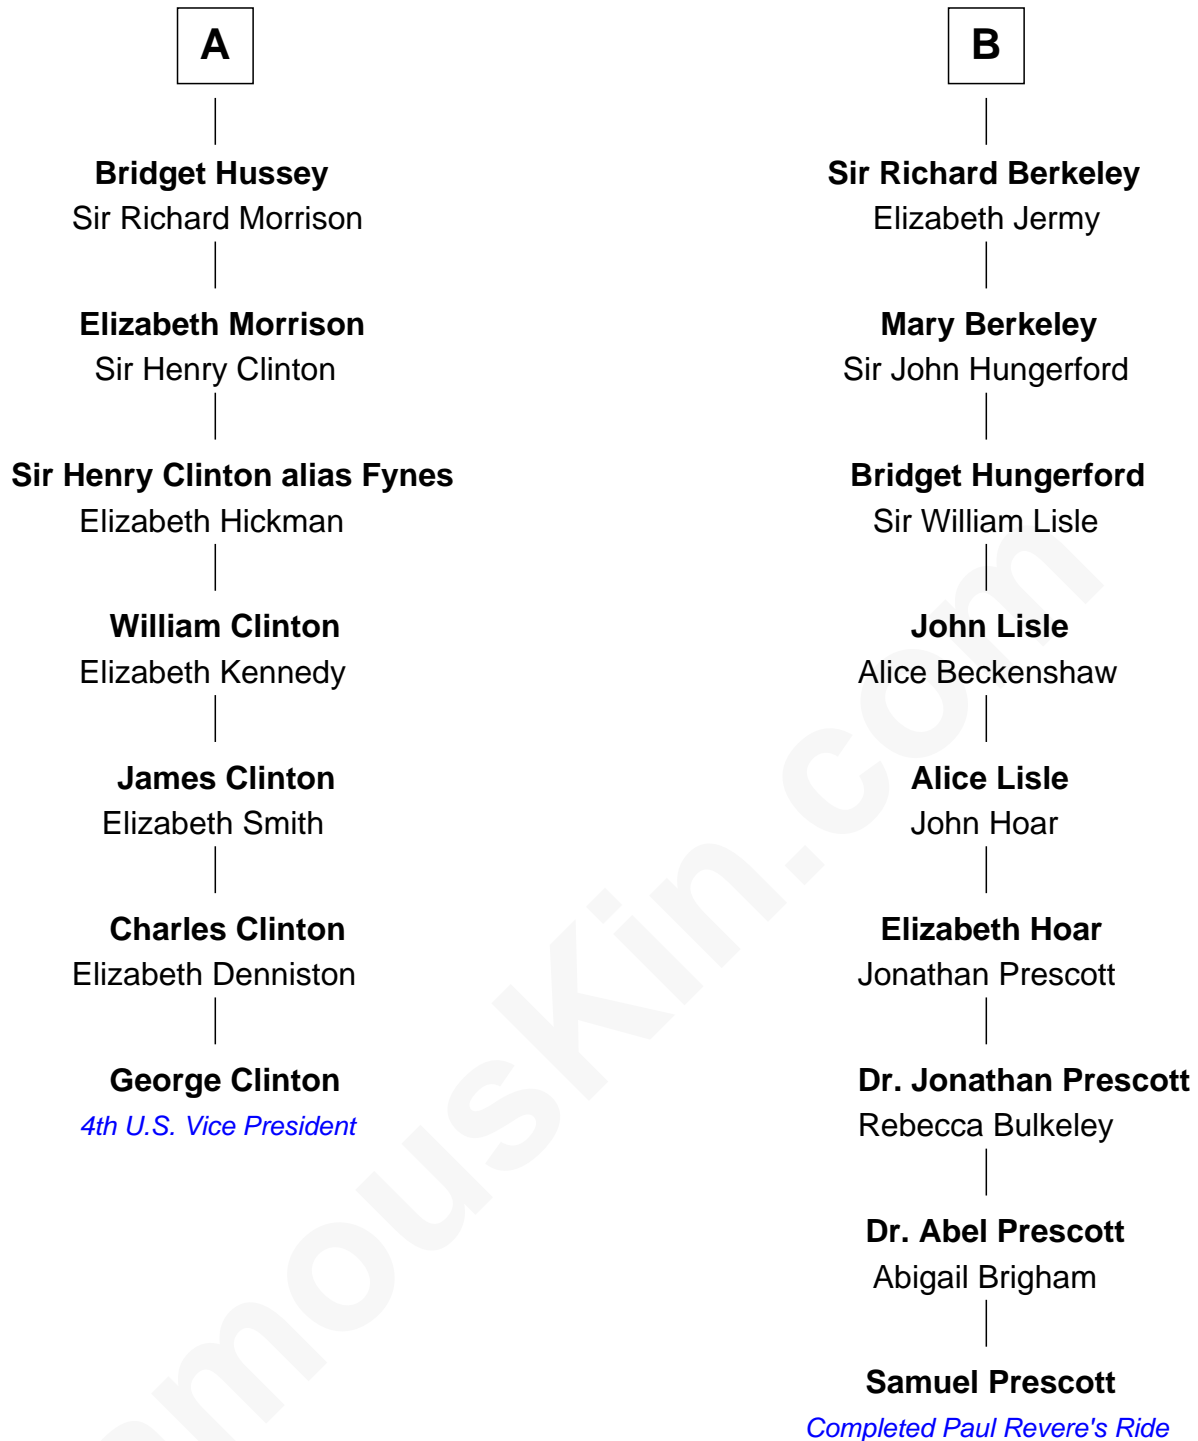 A
Bridget Hussey
Sir Richard Morrison
Elizabeth Morrison
Sir Henry Clinton
Sir Henry Clinton alias Fynes
Elizabeth Hickman
William Clinton
Elizabeth Kennedy
James Clinton
Elizabeth Smith
Charles Clinton
Elizabeth Denniston
George Clinton
4th U.S. Vice President
B
Sir Richard Berkeley
Elizabeth Jermy
Mary Berkeley
Sir John Hungerford
Bridget Hungerford
Sir William Lisle
John Lisle
Alice Beckenshaw
Alice Lisle
John Hoar
Elizabeth Hoar
Jonathan Prescott
Dr. Jonathan Prescott
Rebecca Bulkeley
Dr. Abel Prescott
Abigail Brigham
Samuel Prescott
Completed Paul Revere's Ride
amouskin.com